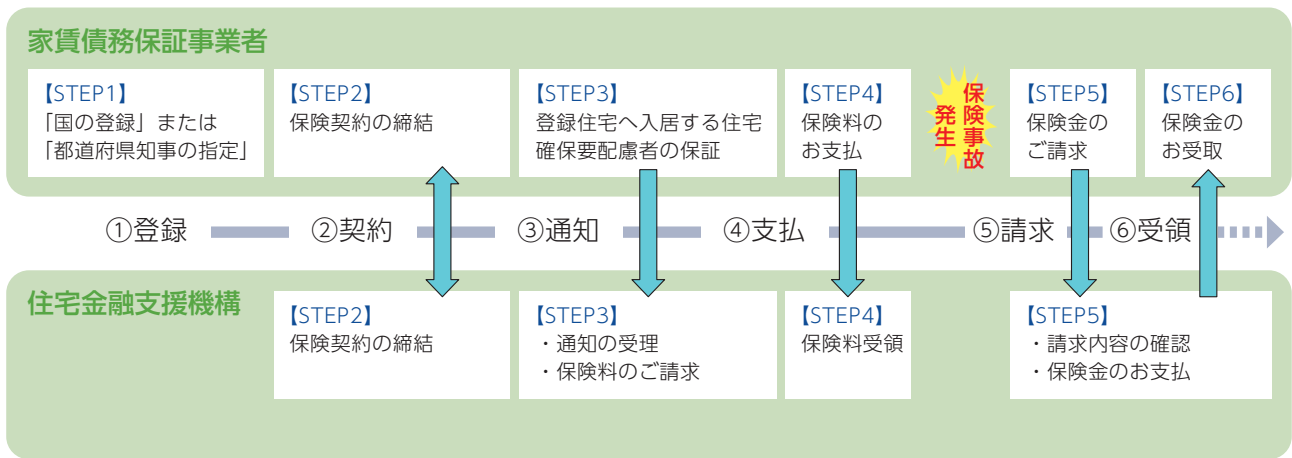 家賃債務保証事業者
【STEP1】
「国の登録」または
「都道府県知事の指定」
【STEP2】
保険契約の締結
【STEP3】
登録住宅へ入居する住宅
確保要配慮者の保証
【STEP4】
保険料の
お支払
保険事故
発生
【STEP5】
保険金の
ご請求
【STEP6】
保険金の
お受取
①登録
②契約
③通知
④支払
⑤請求
⑥受領
住宅金融支援機構
【STEP2】
保険契約の締結
【STEP3】
・通知の受理
・保険料のご請求
【STEP4】
保険料受領
【STEP5】
・請求内容の確認
・保険金のお支払